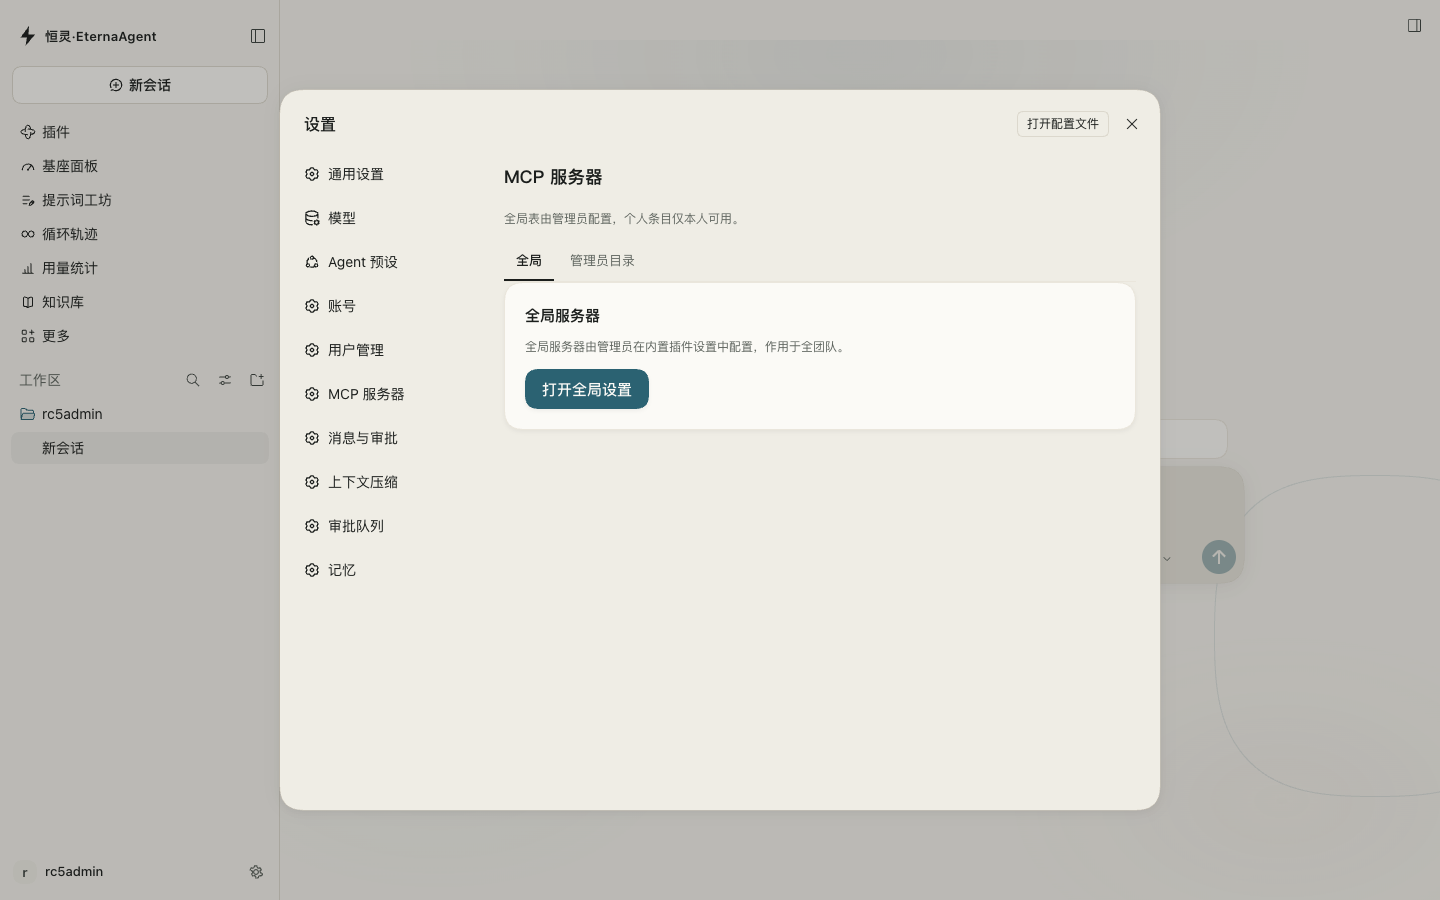 恒灵·EternaAgent
新会话
插件
基座面板
提示词工坊
循环轨迹
用量统计
知识库
更多
工作区
rc5admin
新会话
r rc5admin
设置
打开配置文件
通用设置
模型
Agent 预设
账号
用户管理
MCP 服务器
消息与审批
上下文压缩
审批队列
记忆
MCP 服务器
全局表由管理员配置，个人条目仅本人可用。
全局 管理员目录
全局服务器
全局服务器由管理员在内置插件设置中配置，作用于全团队。
打开全局设置